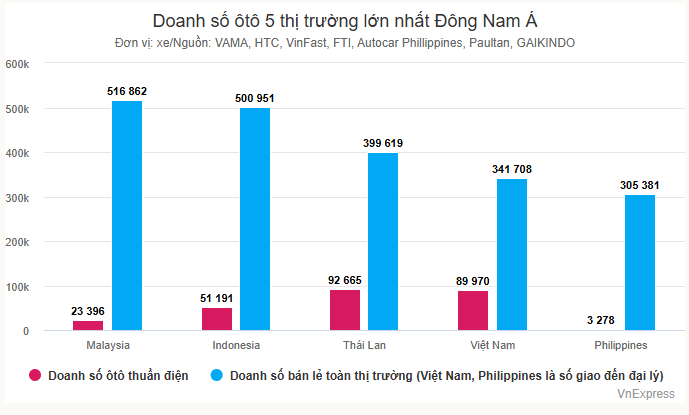 Doanh số ôtô 5 thị trường lớn nhất Đông Nam Á
Đơn vị: xe/Nguồn: VAMA, HTC, VinFast, FTI, Autocar Phillippines, Paultan, GAIKINDO
600k
500k
400k
300k
200k
100k
0
23 396
516 862
51 191
500 951
92 665
399 619
89 970
341 708
3 278
305 381
Malaysia
Indonesia
Thái Lan
Việt Nam
Philippines
Doanh số ôtô thuần điện
Doanh số bán lẻ toàn thị trường (Việt Nam, Philippines là số giao đến đại lý)
VnExpress